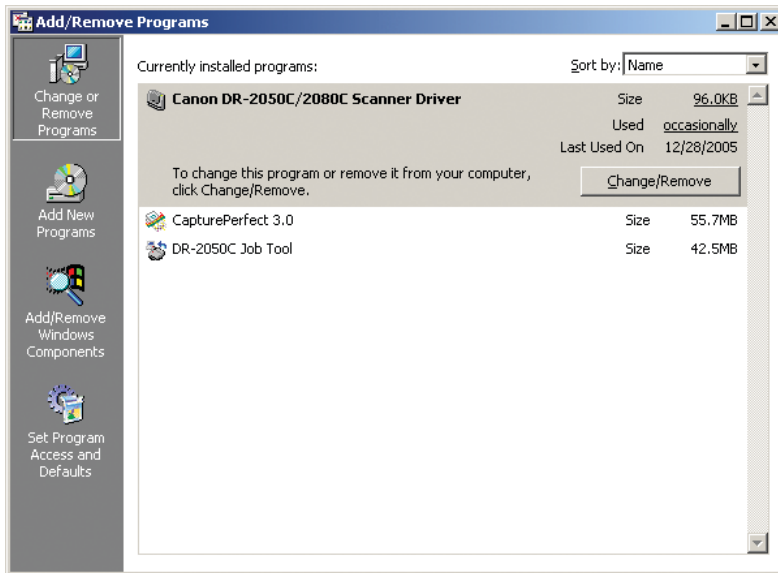 Add/Remove Programs
Change or
Remove
Programs
Add New
Programs
Add/Remove
Windows
Components
Set Program
Access and
Defaults
Currently installed programs:
Sort by: Name
Canon DR-2050C/2080C Scanner Driver
Size 96.0KB
Used occasionally
Last Used On 12/28/2005
To change this program or remove it from your computer,
click Change/Remove.
Change/Remove
CapturePerfect 3.0 Size 55.7MB
DR-2050C Job Tool Size 42.5MB